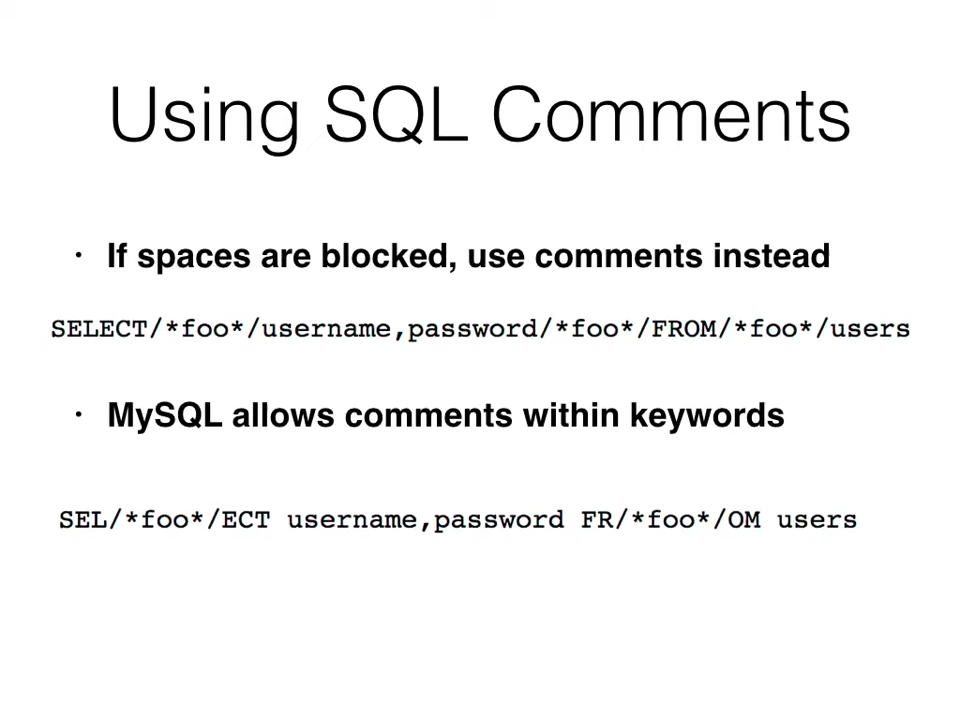 Using SQL Comments
• If spaces are blocked, use comments instead
SELECT/*foo*/username,password/*foo*/FROM/*foo*/users
• MySQL allows comments within keywords
SEL/*foo*/ECT username,password FR/*foo*/OM users